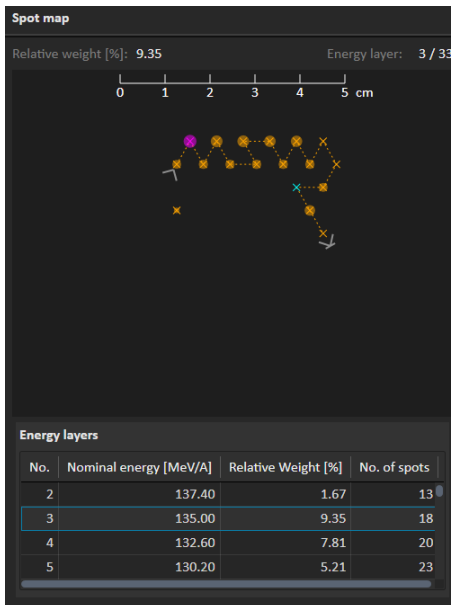 Spot map
Relative weight [%]: 9.35 Energy layer: 3 / 33
0 1 2 3 4 5 cm
Energy layers
No. Nominal energy [MeV/A] Relative Weight [%] No. of spots
2 137.40 1.67 13
3 135.00 9.35 18
4 132.60 7.81 20
5 130.20 5.21 23